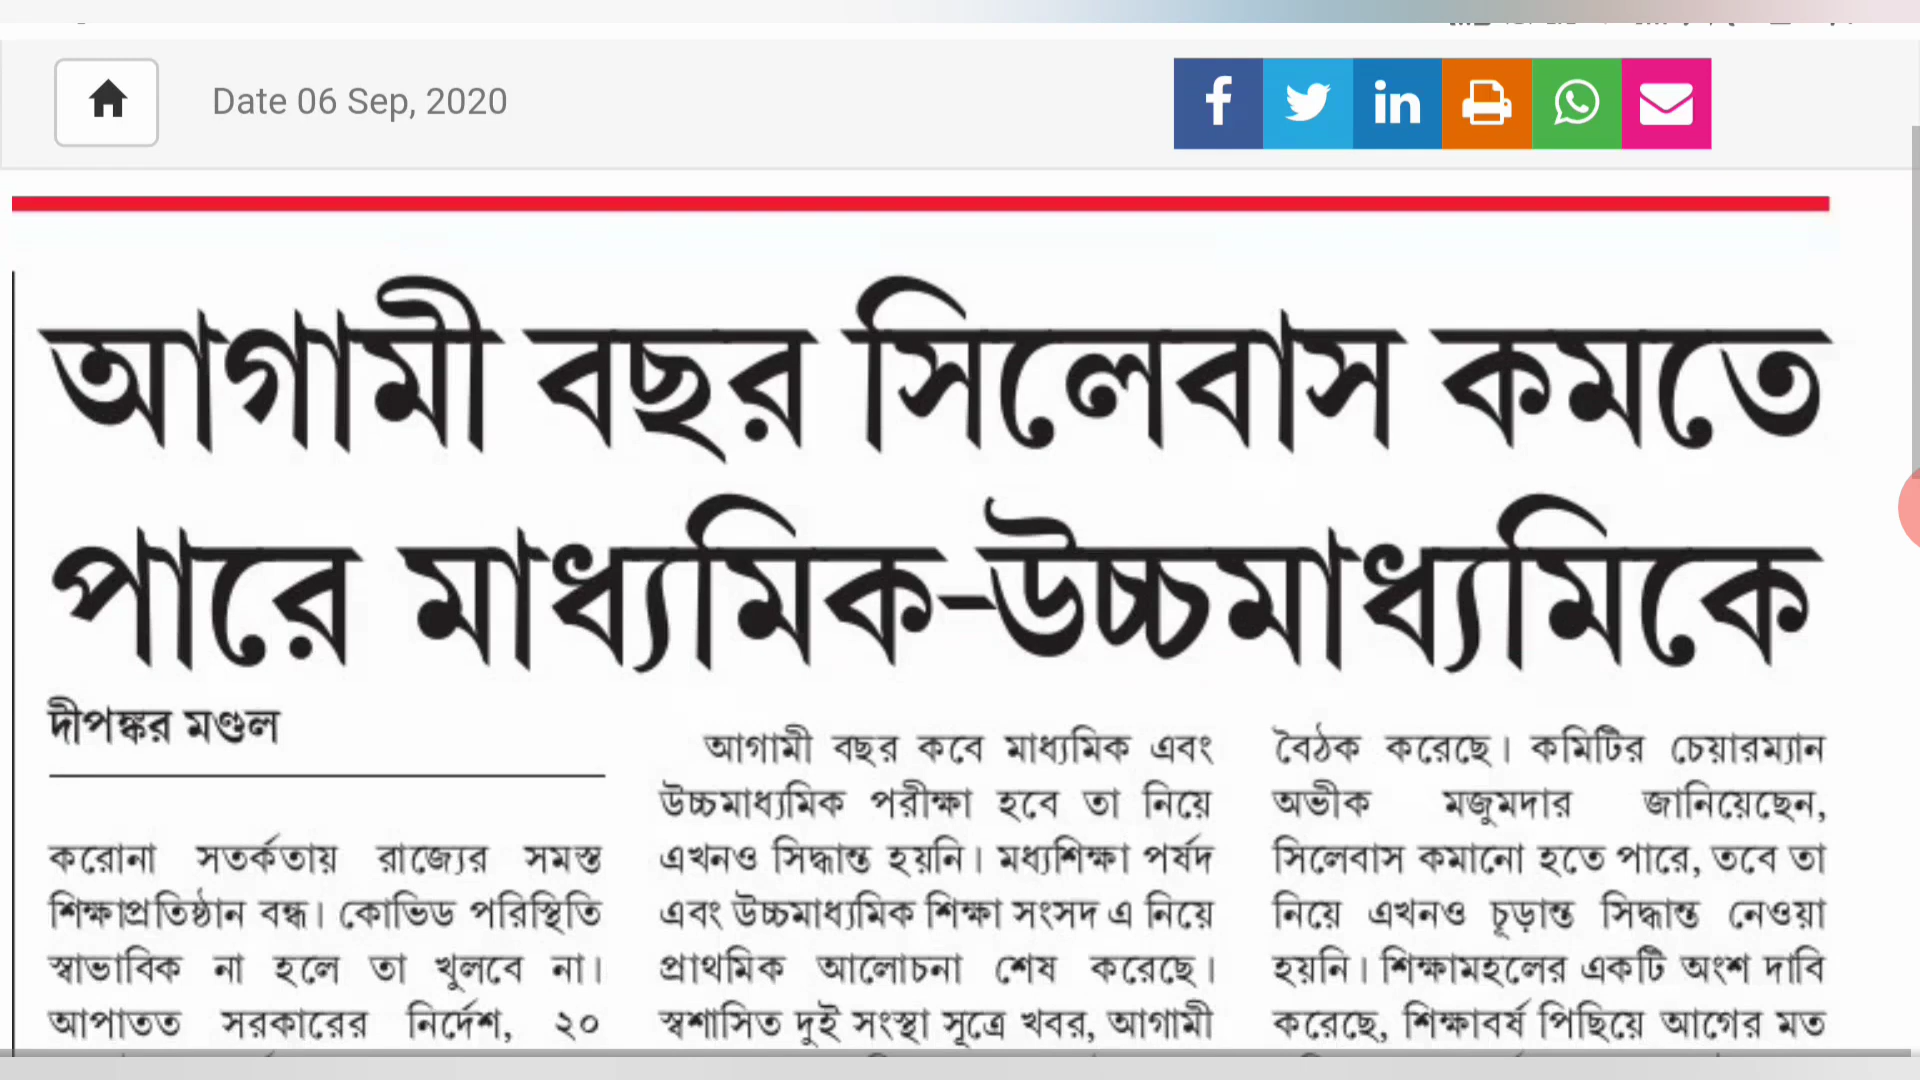 Date 06 Sep, 2020
আগামী বছর সিলেবাস কমতে
পারে মাধ্যমিক-উচ্চমাধ্যমিকে
দীপঙ্কর মণ্ডল
করোনা সতর্কতায় রাজ্যের সমস্ত
শিক্ষাপ্রতিষ্ঠান বন্ধ। কোভিড পরিস্থিতি
স্বাভাবিক না হলে তা খুলবে না।
আপাতত সরকারের নির্দেশ, ২০
আগামী বছর কবে মাধ্যমিক এবং
উচ্চমাধ্যমিক পরীক্ষা হবে তা নিয়ে
এখনও সিদ্ধান্ত হয়নি। মধ্যশিক্ষা পর্ষদ
এবং উচ্চমাধ্যমিক শিক্ষা সংসদ এ নিয়ে
প্রাথমিক আলোচনা শেষ করেছে।
স্বশাসিত দুই সংস্থা সূত্রে খবর, আগামী
বৈঠক করেছে। কমিটির চেয়ারম্যান
অভীক মজুমদার জানিয়েছেন,
সিলেবাস কমানো হতে পারে, তবে তা
নিয়ে এখনও চূড়ান্ত সিদ্ধান্ত নেওয়া
হয়নি। শিক্ষামহলের একটি অংশ দাবি
করেছে, শিক্ষাবর্ষ পিছিয়ে আগের মত